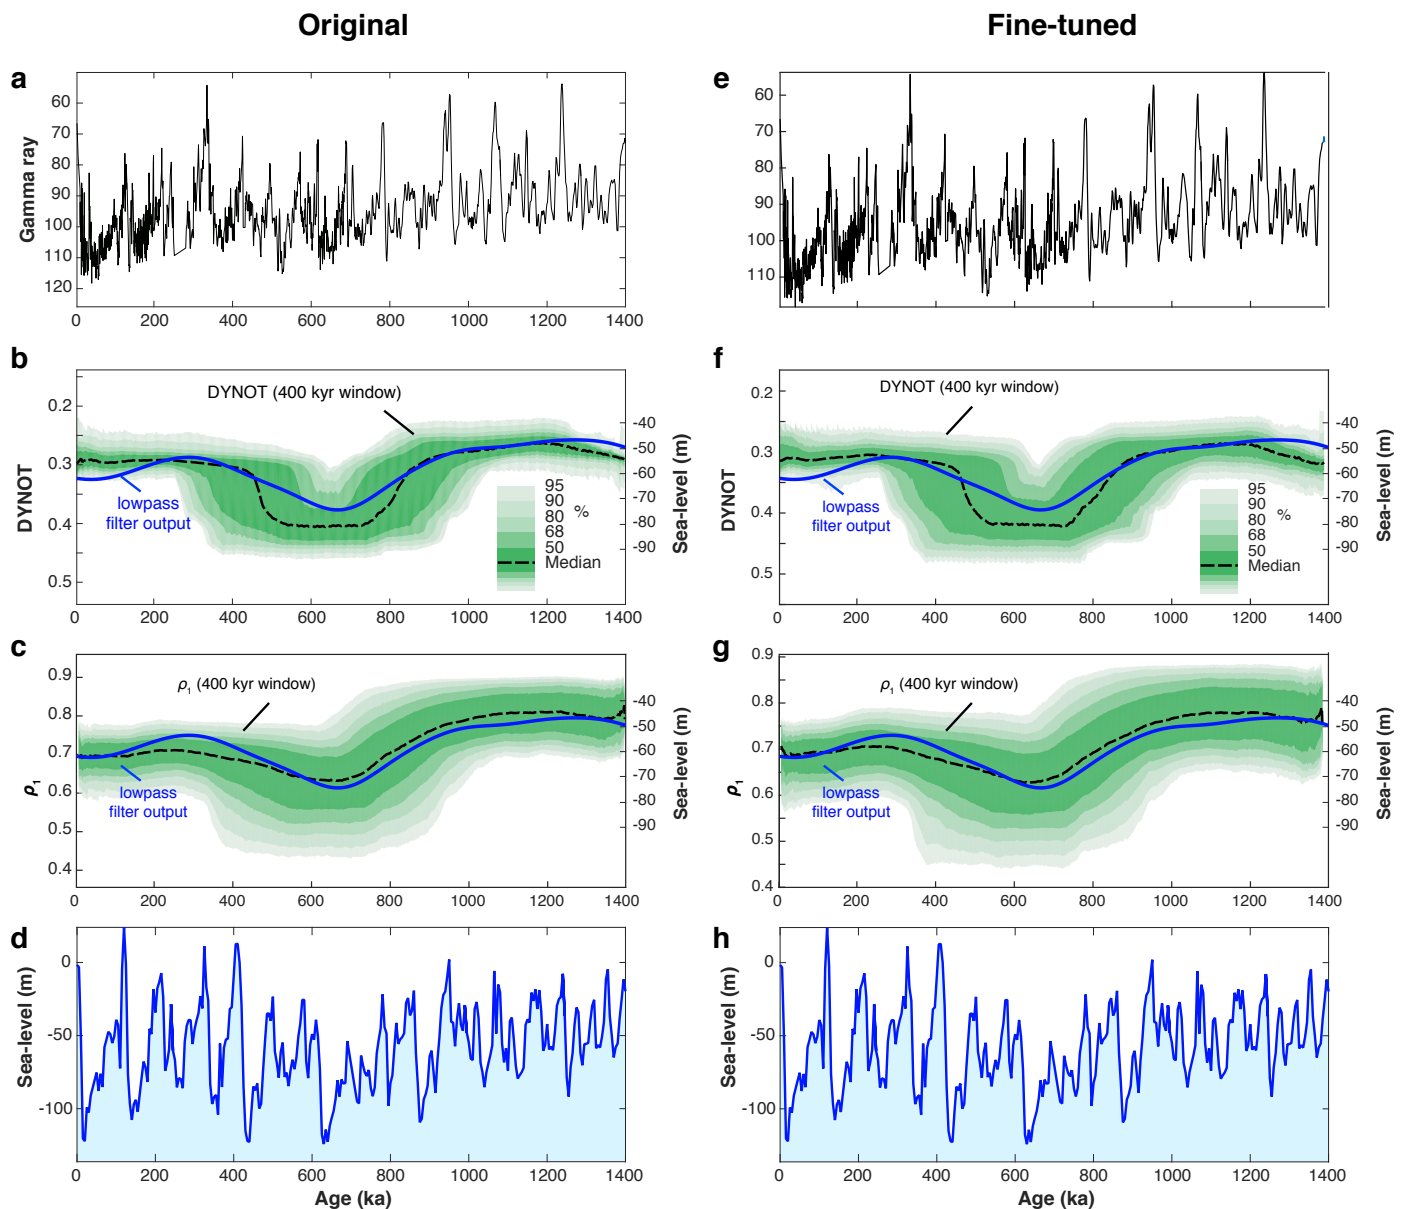 Original
Fine-tuned
a
60
70
80
90
100
110
120
Gamma ray
0 200 400 600 800 1000 1200 1400
e
60
70
80
90
100
110
Gamma ray
0 200 400 600 800 1000 1200 1400
b
0.2
0.3
0.4
0.5
DYNOT
DYNOT (400 kyr window)
lowpass
filter output
95
90
80 %
68
50
Median
-40
-50
-60
-70
-80
-90
Sea-level (m)
0 200 400 600 800 1000 1200 1400
f
0.2
0.3
0.4
0.5
DYNOT
DYNOT (400 kyr window)
lowpass
filter output
95
90
80 %
68
50
Median
-40
-50
-60
-70
-80
-90
Sea-level (m)
0 200 400 600 800 1000 1200 1400
c
0.9
0.8
0.7
0.6
0.5
0.4
ρ1
ρ1 (400 kyr window)
lowpass
filter output
-40
-50
-60
-70
-80
-90
Sea-level (m)
0 200 400 600 800 1000 1200 1400
g
0.9
0.8
0.7
0.6
0.5
0.4
ρ1
ρ1 (400 kyr window)
lowpass
filter output
-40
-50
-60
-70
-80
-90
Sea-level (m)
0 200 400 600 800 1000 1200 1400
d
0
-50
-100
Sea-level (m)
0 200 400 600 800 1000 1200 1400
Age (ka)
h
0
-50
-100
Sea-level (m)
0 200 400 600 800 1000 1200 1400
Age (ka)